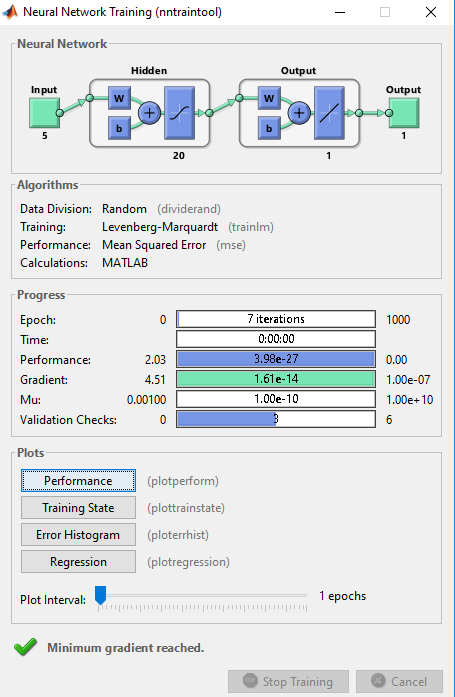 Neural Network Training (nntraintool)
Neural Network
Hidden Output
Input Output
W W
b b
5 20 1 1
Algorithms
Data Division: Random (dividerand)
Training: Levenberg-Marquardt (trainlm)
Performance: Mean Squared Error (mse)
Calculations: MATLAB
Progress
Epoch: 0 7 iterations 1000
Time: 0:00:00
Performance: 2.03 3.98e-27 0.00
Gradient: 4.51 1.61e-14 1.00e-07
Mu: 0.00100 1.00e-10 1.00e+10
Validation Checks: 0 3 6
Plots
Performance (plotperform)
Training State (plottrainstate)
Error Histogram (ploterrhist)
Regression (plotregression)
Plot Interval: 1 epochs
Minimum gradient reached.
Stop Training Cancel